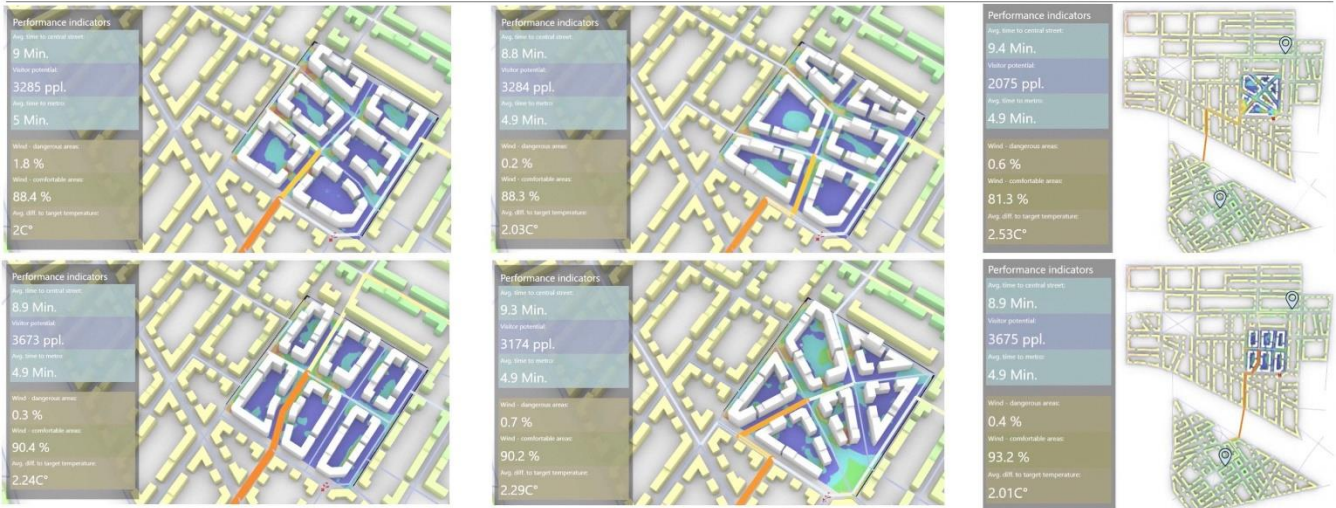 Performance indicators
Avg. time to central street:
9 Min.
Visitor potential:
3285 ppl.
Avg. time to metro:
5 Min.
Wind - dangerous areas:
1.8 %
Wind - comfortable areas:
88.4 %
Avg. diff. to target temperature:
2C°
Performance indicators
Avg. time to central street:
8.8 Min.
Visitor potential:
3284 ppl.
Avg. time to metro:
4.9 Min.
Wind - dangerous areas:
0.2 %
Wind - comfortable areas:
88.3 %
Avg. diff. to target temperature:
2.03C°
Performance indicators
Avg. time to central street:
9.4 Min.
Visitor potential:
2075 ppl.
Avg. time to metro:
4.9 Min.
Wind - dangerous areas:
0.6 %
Wind - comfortable areas:
81.3 %
Avg. diff. to target temperature:
2.53C°
Performance indicators
Avg. time to central street:
8.9 Min.
Visitor potential:
3673 ppl.
Avg. time to metro:
4.9 Min.
Wind - dangerous areas:
0.3 %
Wind - comfortable areas:
90.4 %
Avg. diff. to target temperature:
2.24C°
Performance indicators
Avg. time to central street:
9.3 Min.
Visitor potential:
3174 ppl.
Avg. time to metro:
4.9 Min.
Wind - dangerous areas:
0.7 %
Wind - comfortable areas:
90.2 %
Avg. diff. to target temperature:
2.29C°
Performance indicators
Avg. time to central street:
8.9 Min.
Visitor potential:
3675 ppl.
Avg. time to metro:
4.9 Min.
Wind - dangerous areas:
0.4 %
Wind - comfortable areas:
93.2 %
Avg. diff. to target temperature:
2.01C°